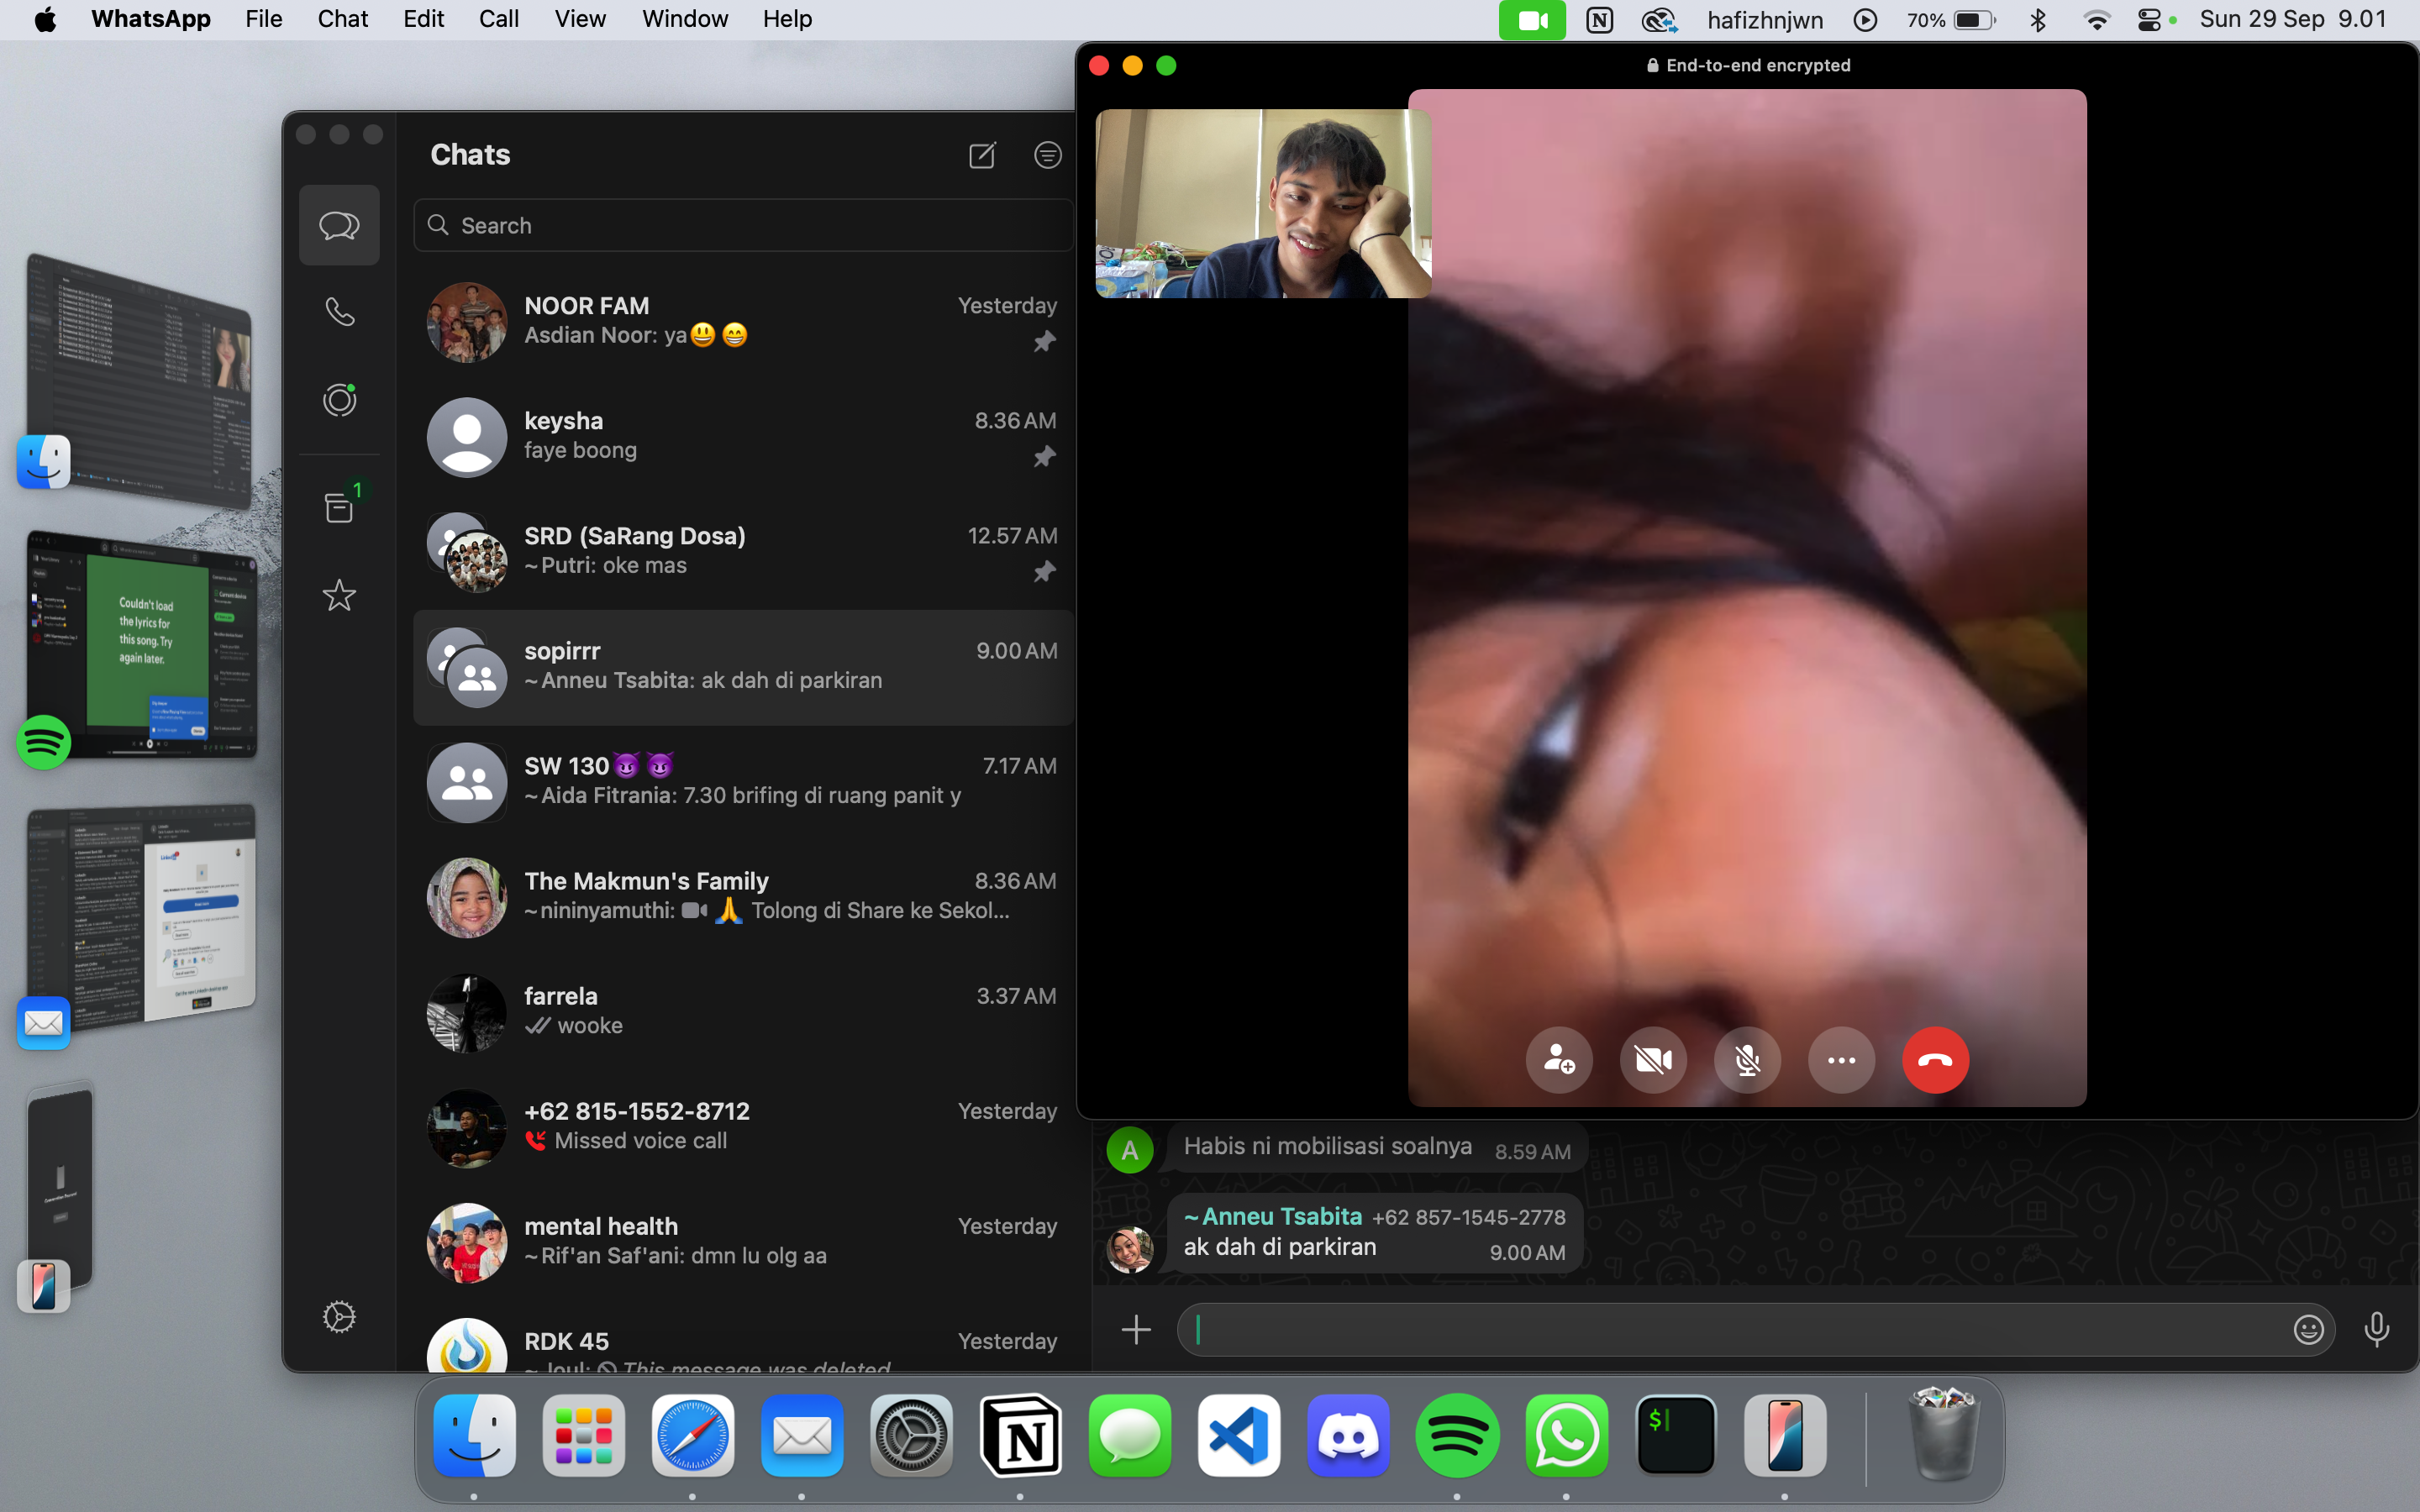 WhatsApp File Chat Edit Call View Window Help
hafizhnjwn 70% Sun 29 Sep 9.01
End-to-end encrypted
Chats
Search
NOOR FAM Yesterday
Asdian Noor: ya😃 😁
keysha 8.36 AM
faye boong
1
SRD (SaRang Dosa) 12.57 AM
~Putri: oke mas
sopirrr 9.00 AM
~Anneu Tsabita: ak dah di parkiran
SW 130😈😈 7.17 AM
~Aida Fitrania: 7.30 brifing di ruang panit y
The Makmun's Family 8.36 AM
~nininyamuthi: 🙏 Tolong di Share ke Sekol...
farrela 3.37 AM
wooke
+62 815-1552-8712 Yesterday
Missed voice call
mental health Yesterday
~Rif'an Saf'ani: dmn lu olg aa
RDK 45 Yesterday
~Joul: This message was deleted
A
Habis ni mobilisasi soalnya 8.59 AM
~Anneu Tsabita +62 857-1545-2778
ak dah di parkiran 9.00 AM
Couldn't load
the lyrics for
this song. Try
again later.
N
$